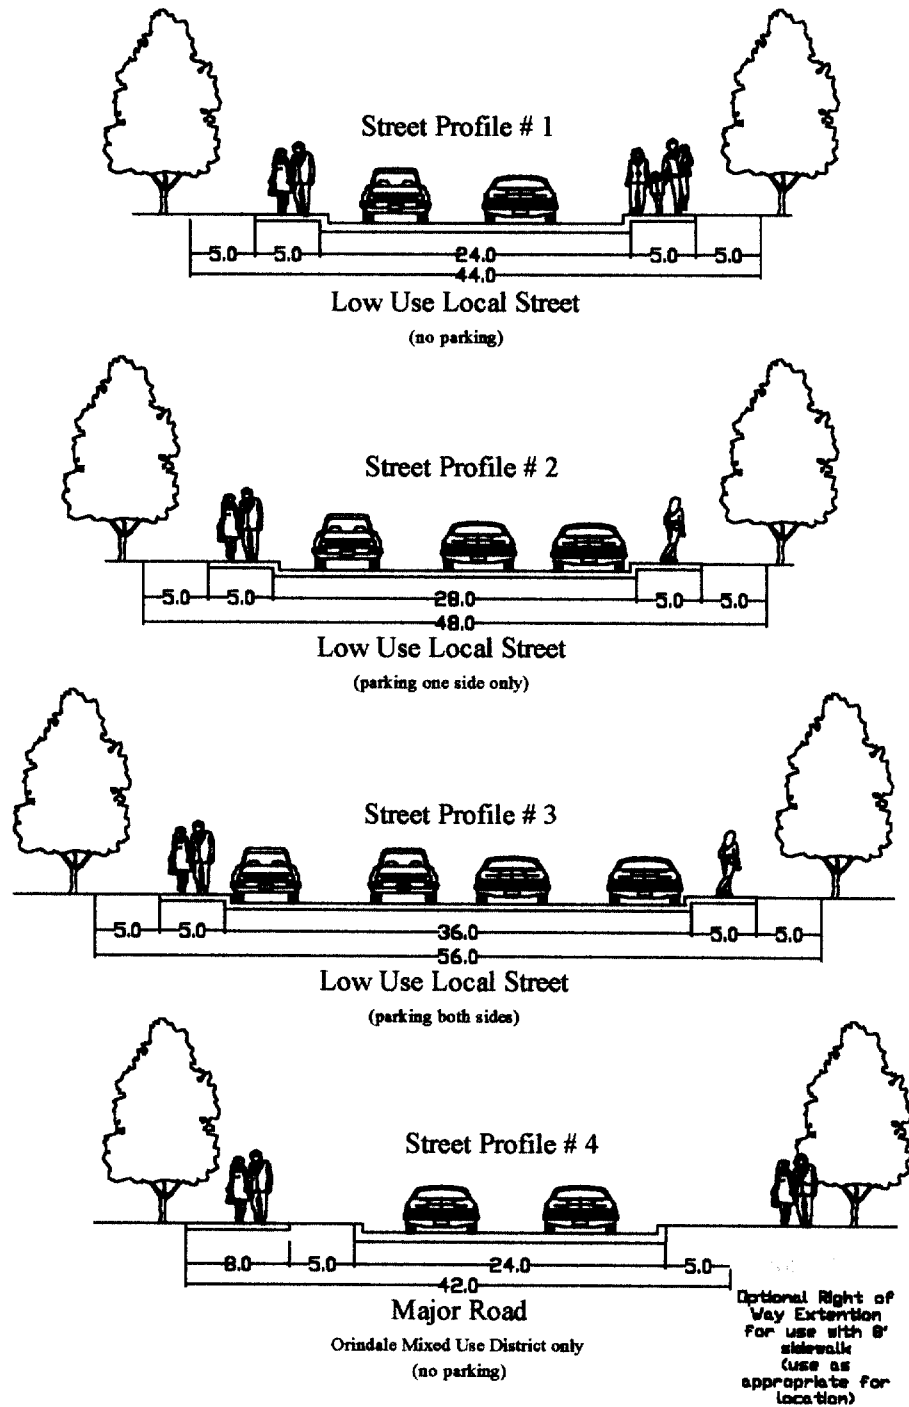 Street Profile # 1
5.0 5.0 24.0 5.0 5.0
44.0
Low Use Local Street
(no parking)
Street Profile # 2
5.0 5.0 28.0 5.0 5.0
48.0
Low Use Local Street
(parking one side only)
Street Profile # 3
5.0 5.0 36.0 5.0 5.0
56.0
Low Use Local Street
(parking both sides)
Street Profile # 4
8.0 5.0 24.0 5.0
42.0
Major Road
Orindale Mixed Use District only
(no parking)
Optional Right of
Way Extention
for use with 8'
sidewalk
(use as
appropriate for
location)